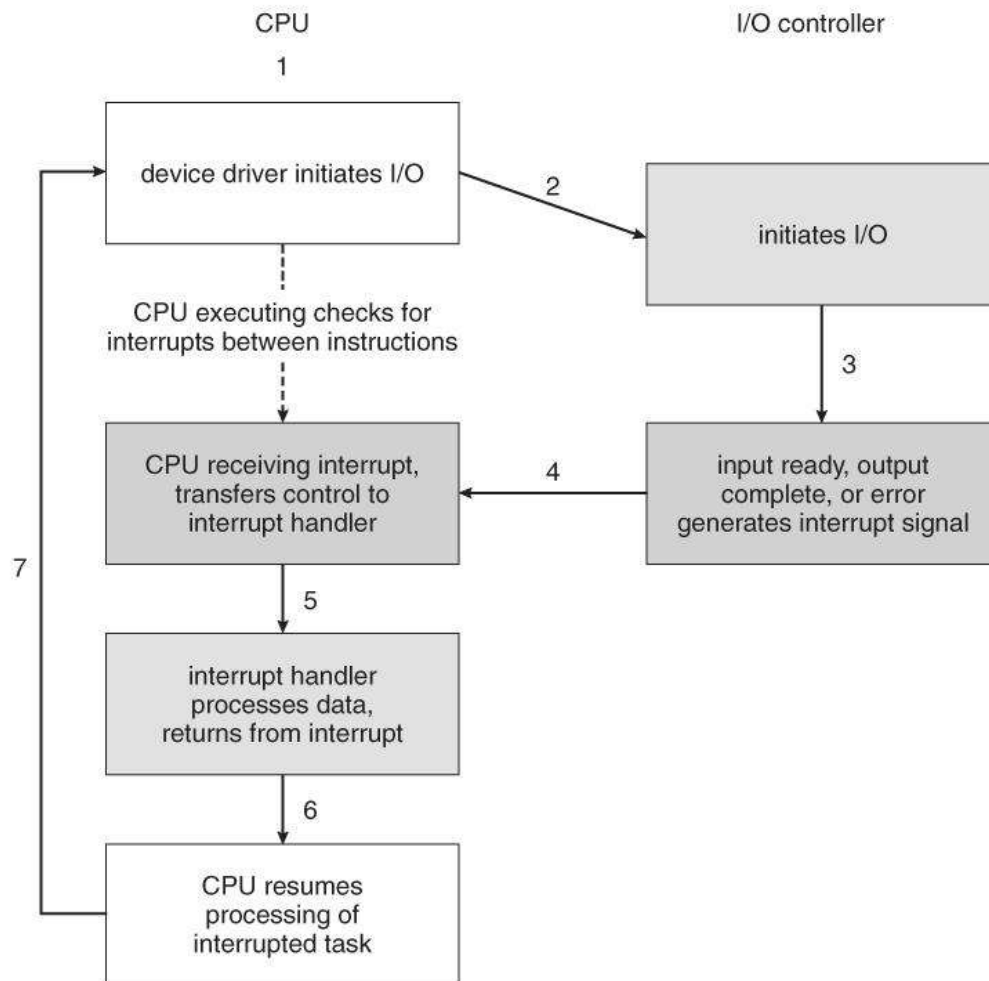 CPU
I/O controller
1
device driver initiates I/O
2
initiates I/O
CPU executing checks for
interrupts between instructions
3
CPU receiving interrupt,
transfers control to
interrupt handler
4
input ready, output
complete, or error
generates interrupt signal
7
5
interrupt handler
processes data,
returns from interrupt
6
CPU resumes
processing of
interrupted task